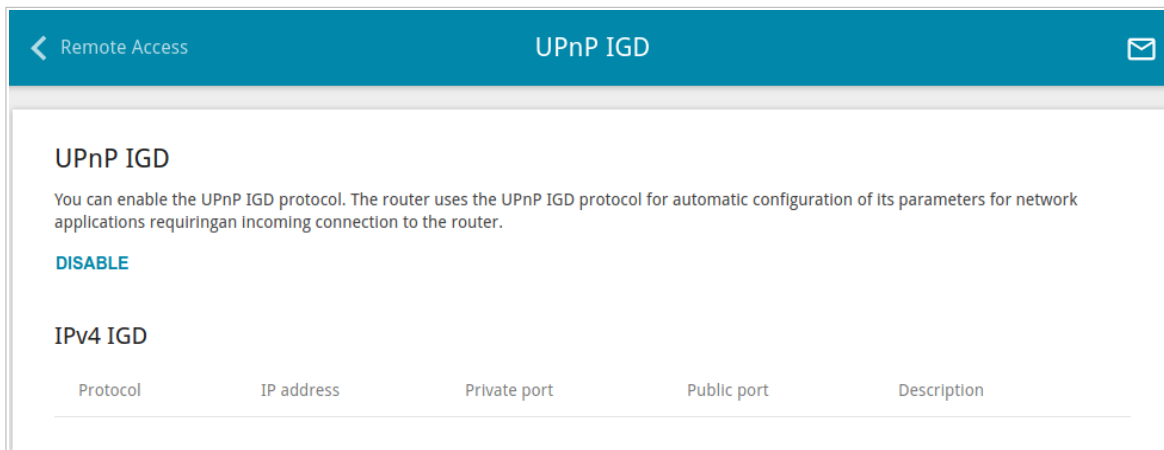 Remote Access UPnP IGD
UPnP IGD
You can enable the UPnP IGD protocol. The router uses the UPnP IGD protocol for automatic configuration of its parameters for network
applications requiringan incoming connection to the router.
DISABLE
IPv4 IGD
Protocol IP address Private port Public port Description